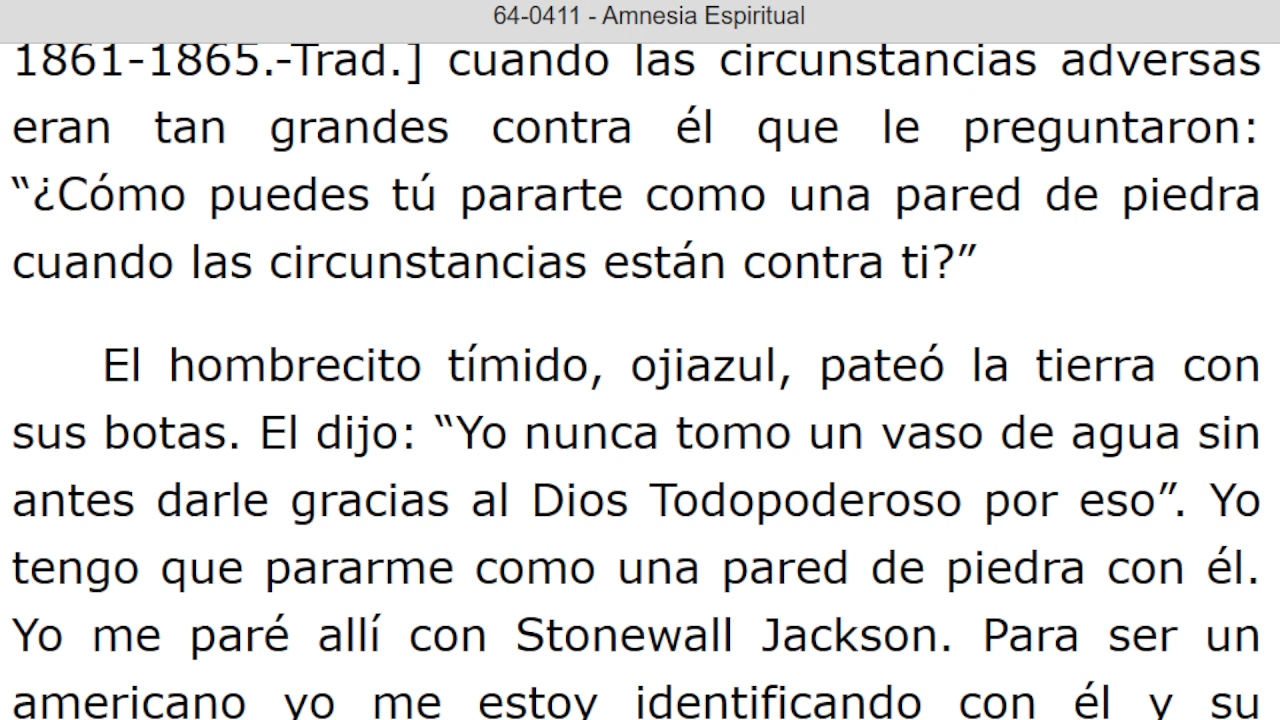 64-0411 - Amnesia Espiritual
1861-1865.-Trad.] cuando las circunstancias adversas
eran tan grandes contra él que le preguntaron:
“¿Cómo puedes tú pararte como una pared de piedra
cuando las circunstancias están contra ti?”
El hombrecito tímido, ojiazul, pateó la tierra con
sus botas. El dijo: “Yo nunca tomo un vaso de agua sin
antes darle gracias al Dios Todopoderoso por eso”. Yo
tengo que pararme como una pared de piedra con él.
Yo me paré allí con Stonewall Jackson. Para ser un
americano yo me estoy identificando con él y su